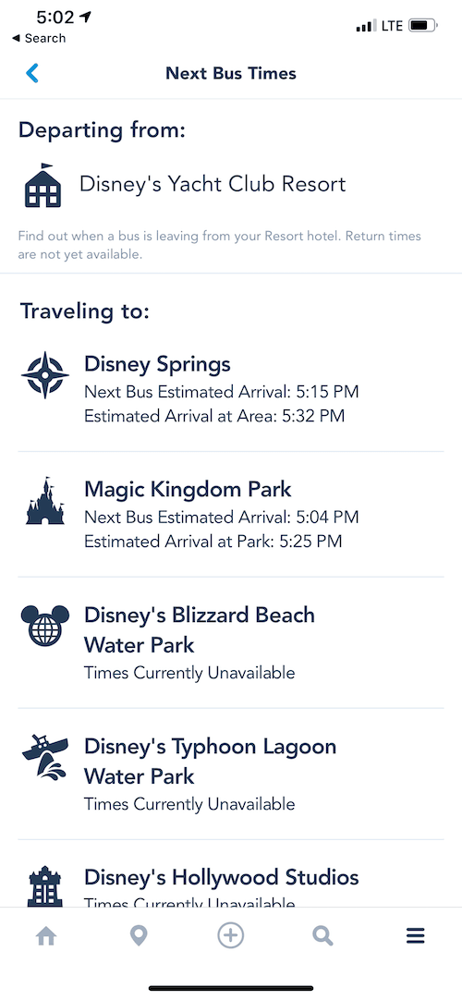 5:02
Search
LTE
Next Bus Times
Departing from:
Disney's Yacht Club Resort
Find out when a bus is leaving from your Resort hotel. Return times
are not yet available.
Traveling to:
Disney Springs
Next Bus Estimated Arrival: 5:15 PM
Estimated Arrival at Area: 5:32 PM
Magic Kingdom Park
Next Bus Estimated Arrival: 5:04 PM
Estimated Arrival at Park: 5:25 PM
Disney's Blizzard Beach
Water Park
Times Currently Unavailable
Disney's Typhoon Lagoon
Water Park
Times Currently Unavailable
Disney's Hollywood Studios
Times Currently Unavailable